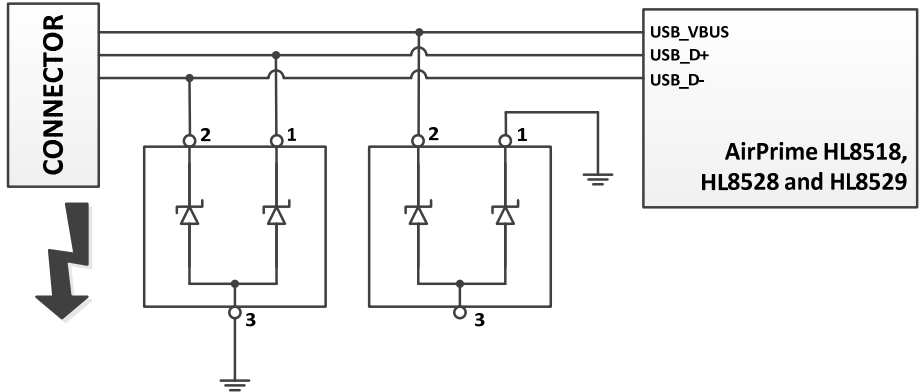 CONNECTOR
USB_VBUS
USB_D+
USB_D-
AirPrime HL8518,
HL8528 and HL8529
2
1
2
1
3
3